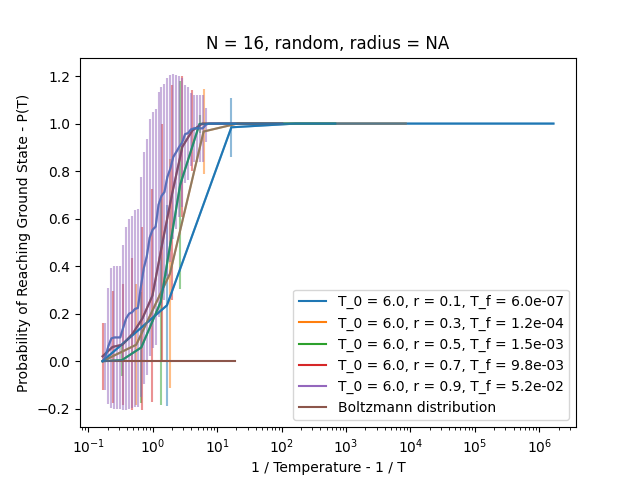 N = 16, random, radius = NA
Probability of Reaching Ground State - P(T)
1.2
1.0
0.8
0.6
0.4
0.2
0.0
−0.2
T_0 = 6.0, r = 0.1, T_f = 6.0e-07
T_0 = 6.0, r = 0.3, T_f = 1.2e-04
T_0 = 6.0, r = 0.5, T_f = 1.5e-03
T_0 = 6.0, r = 0.7, T_f = 9.8e-03
T_0 = 6.0, r = 0.9, T_f = 5.2e-02
Boltzmann distribution
10⁻¹ 10⁰ 10¹ 10² 10³ 10⁴ 10⁵ 10⁶
1 / Temperature - 1 / T